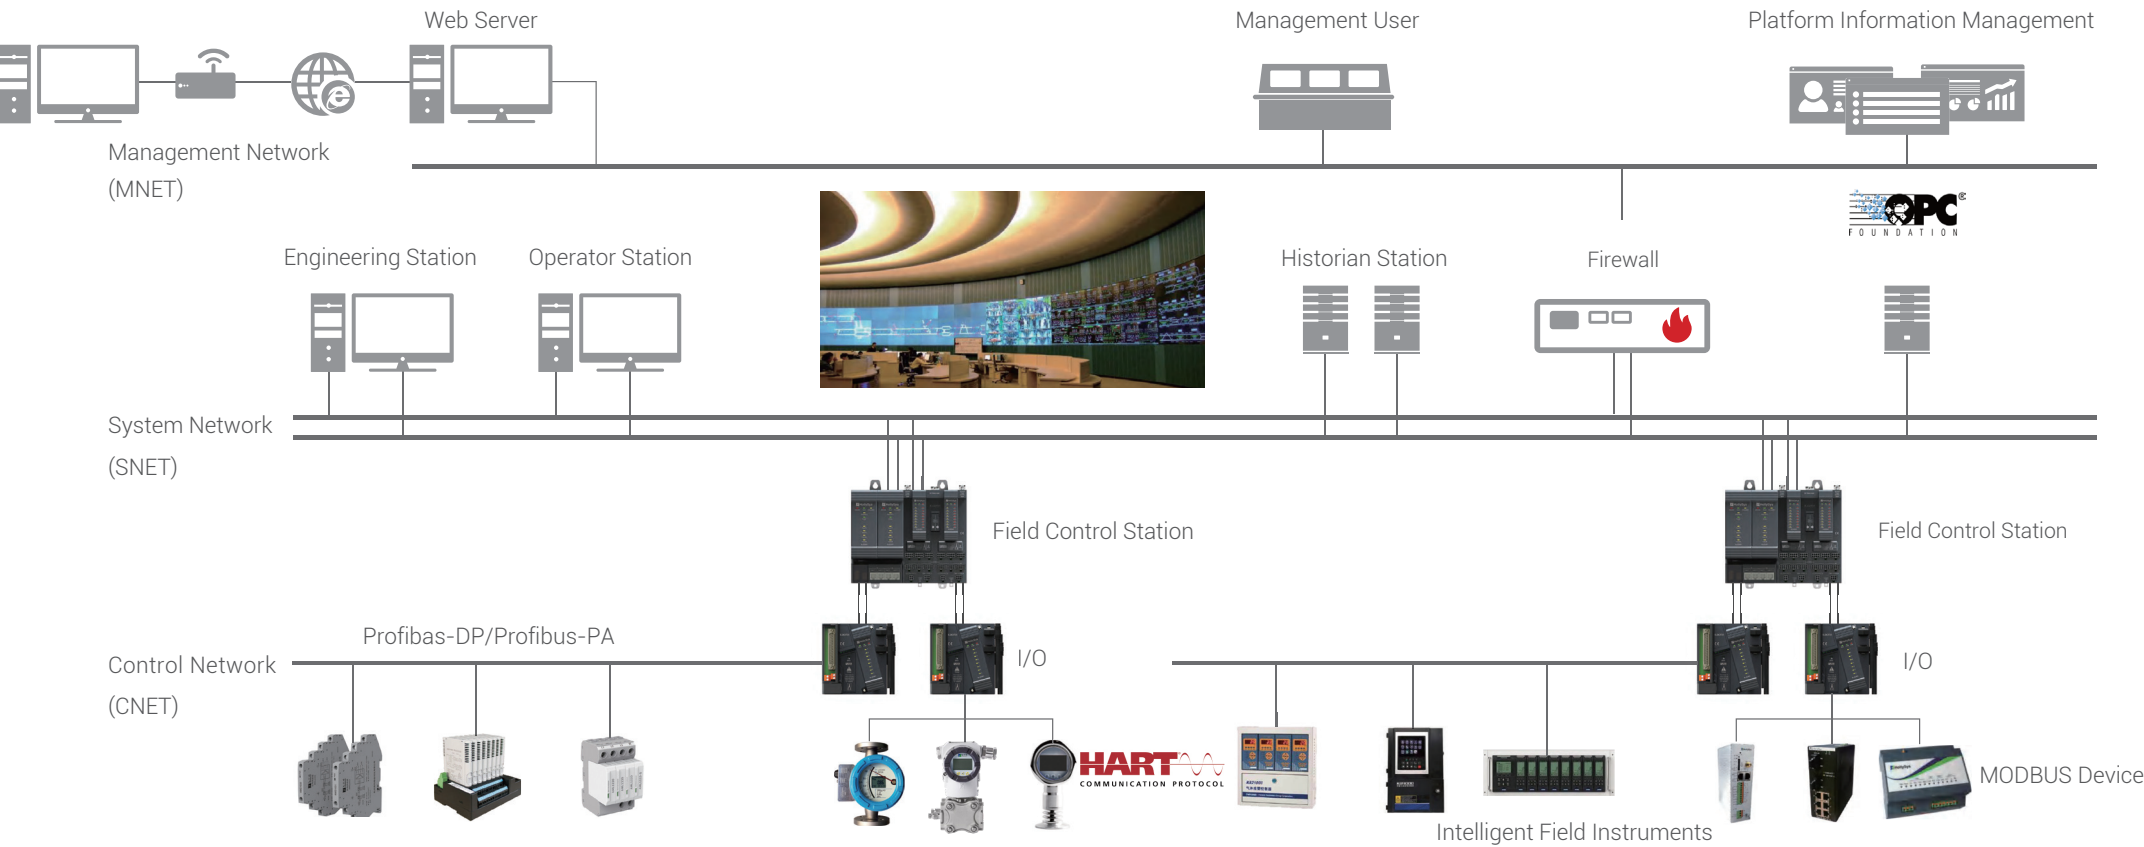 Web Server
Management User
Platform Information Management
Management Network
(MNET)
OPC
FOUNDATION
Engineering Station
Operator Station
Historian Station
Firewall
System Network
(SNET)
Field Control Station
Field Control Station
Profibas-DP/Profibus-PA
Control Network
(CNET)
I/O
I/O
HART
COMMUNICATION PROTOCOL
MODBUS Device
Intelligent Field Instruments